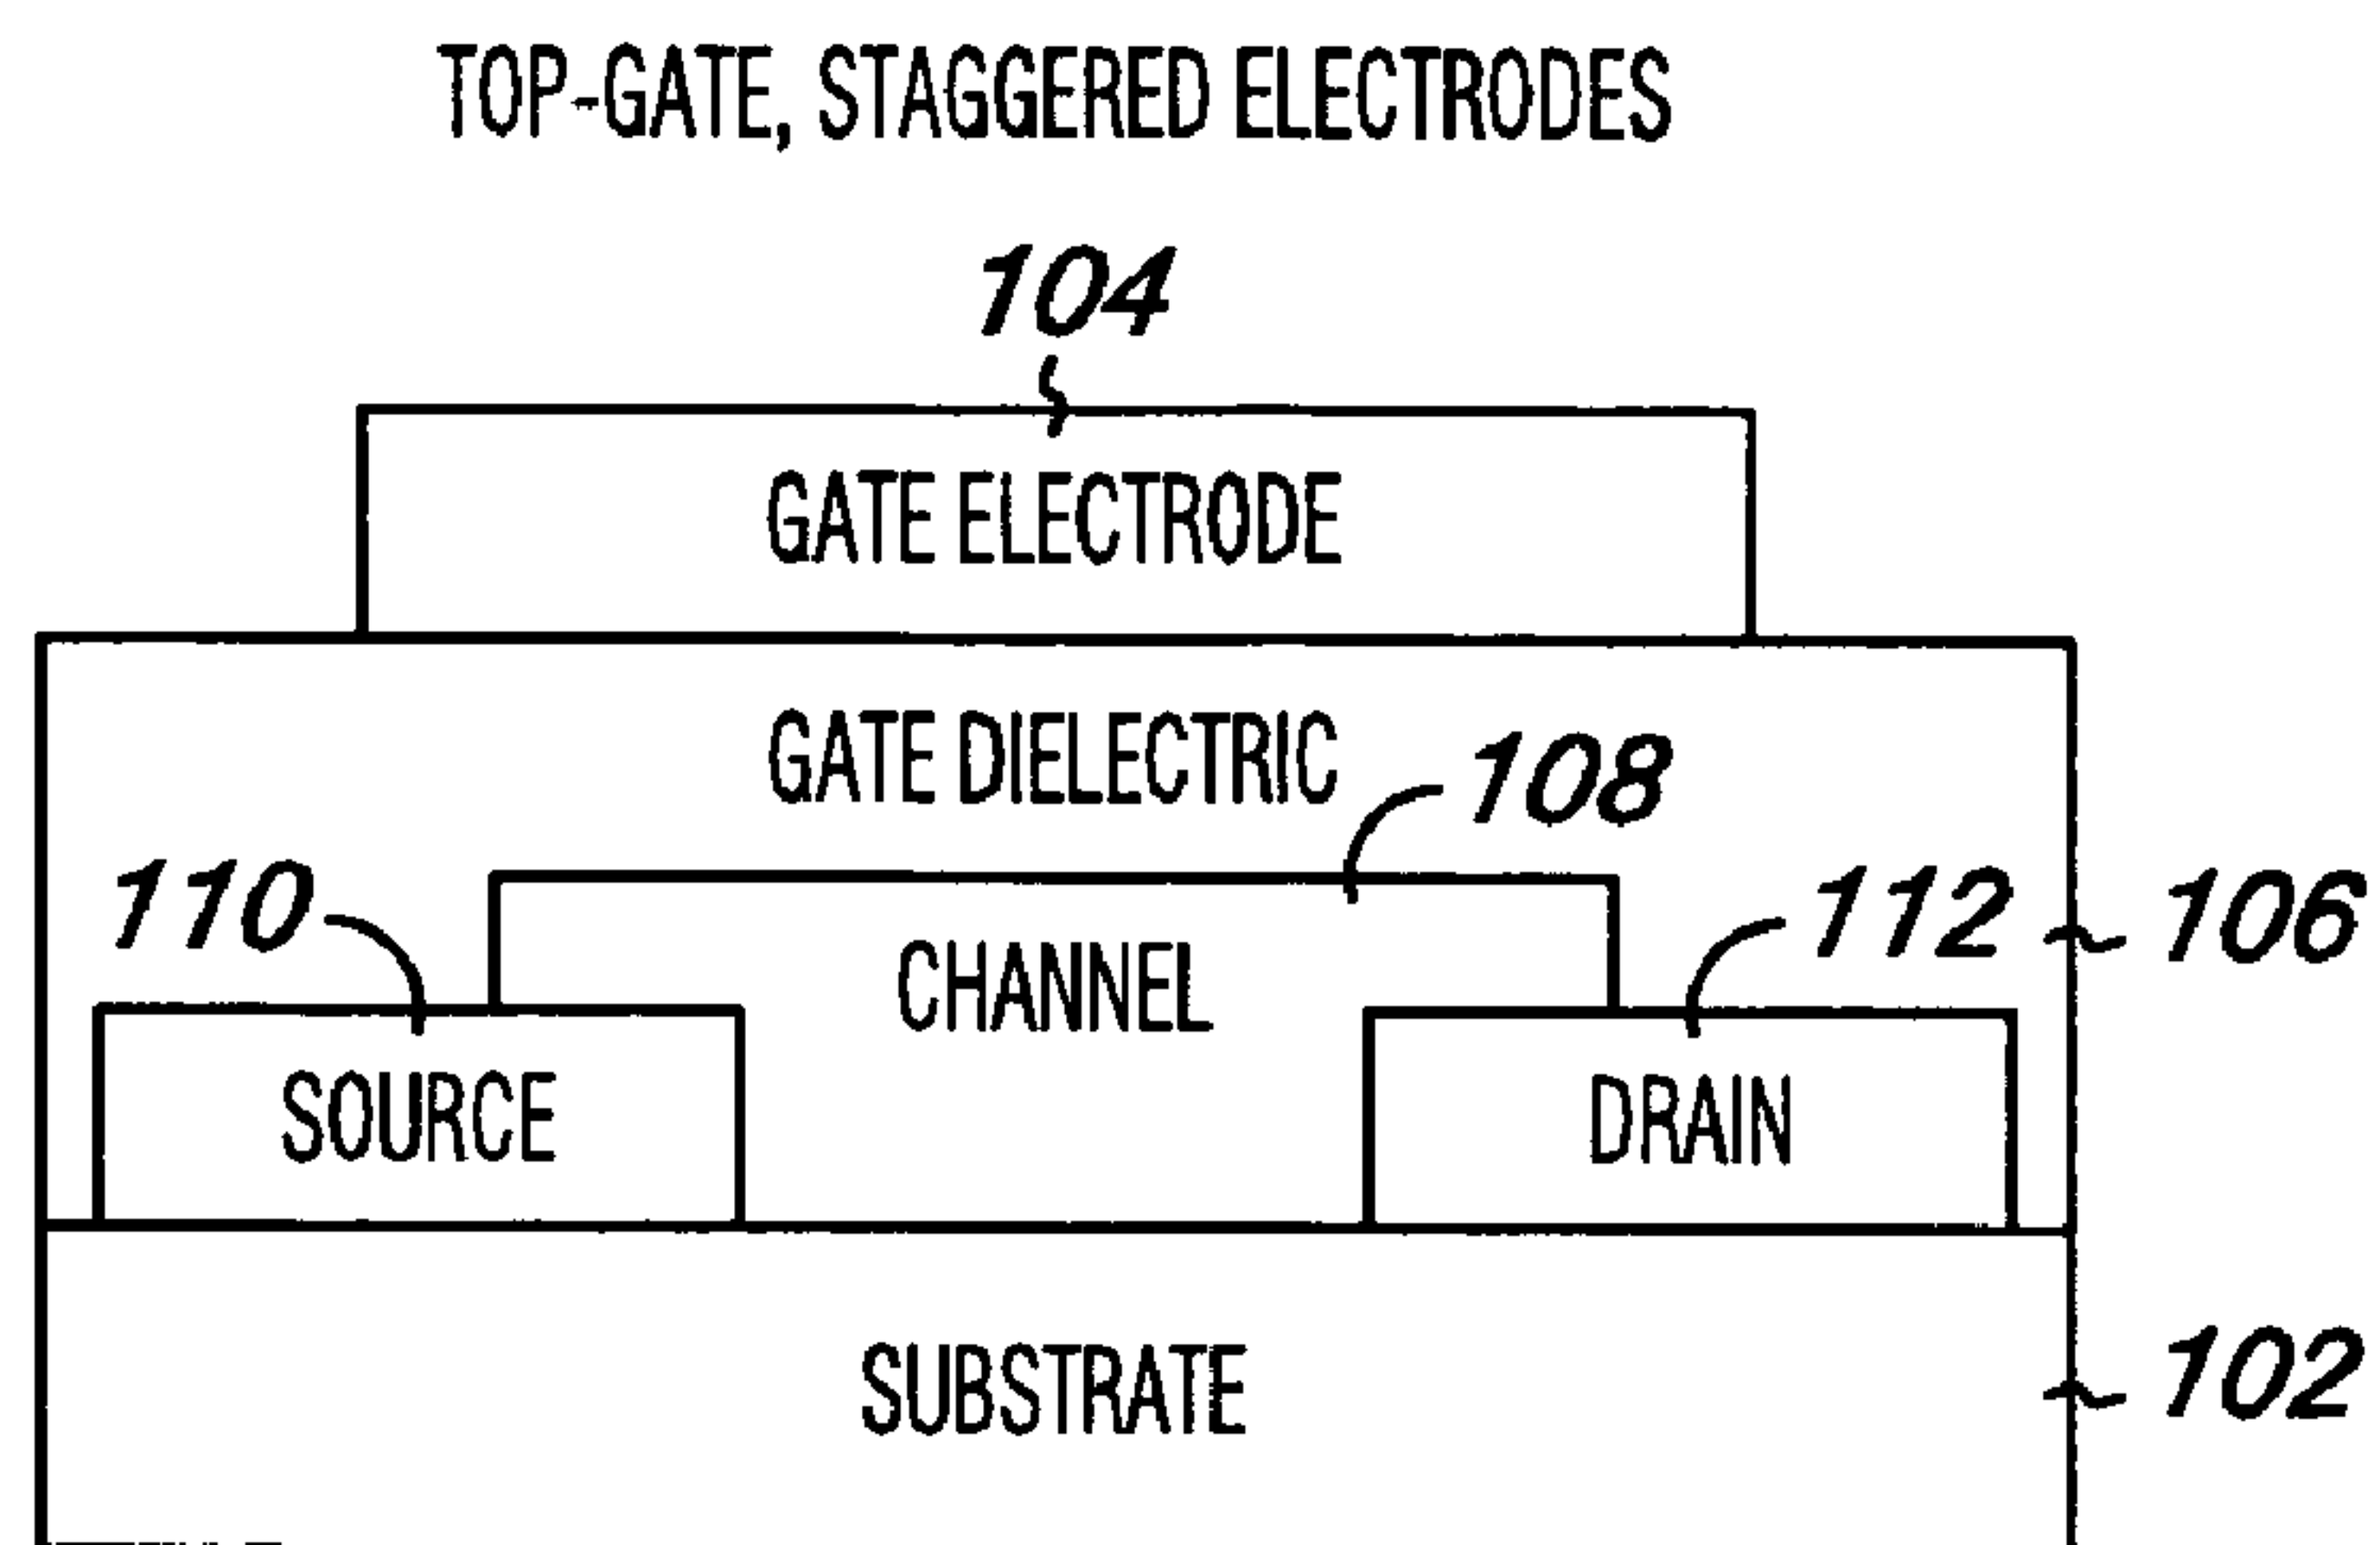 TOP-GATE, STAGGERED ELECTRODES
104
GATE ELECTRODE
GATE DIELECTRIC
108
110
112
106
CHANNEL
SOURCE
DRAIN
SUBSTRATE
102